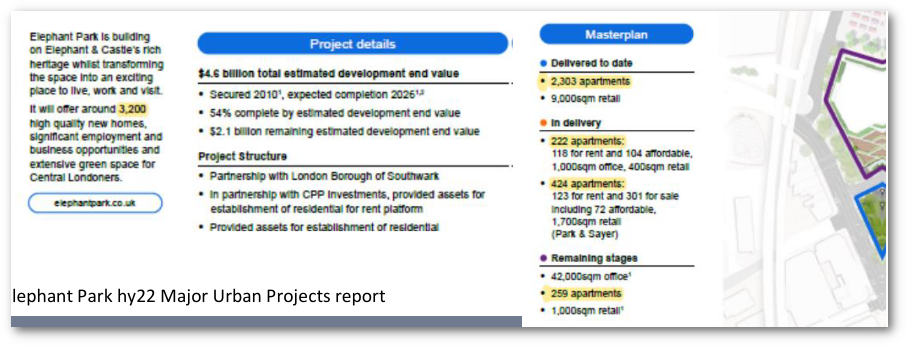 Elephant Park is building
on Elephant & Castle's rich
heritage whilst transforming
the space into an exciting
place to live, work and visit.
It will offer around 3,200
high quality new homes,
significant employment and
business opportunities and
extensive green space for
Central Londoners.
elephantpark.co.uk
Project details
$4.6 billion total estimated development end value
• Secured 2010¹, expected completion 2026¹,²
• 54% complete by estimated development end value
• $2.1 billion remaining estimated development end value
Project Structure
• Partnership with London Borough of Southwark
• In partnership with CPP Investments, provided assets for
establishment of residential for rent platform
• Provided assets for establishment of residential
Masterplan
• Delivered to date
• 2,303 apartments
• 9,000sqm retail
• In delivery
• 222 apartments:
118 for rent and 104 affordable,
1,000sqm office, 400sqm retail
• 424 apartments:
123 for rent and 301 for sale
including 72 affordable,
1,700sqm retail
(Park & Sayer)
• Remaining stages
• 42,000sqm office¹
• 259 apartments
• 1,000sqm retail¹
lephant Park hy22 Major Urban Projects report